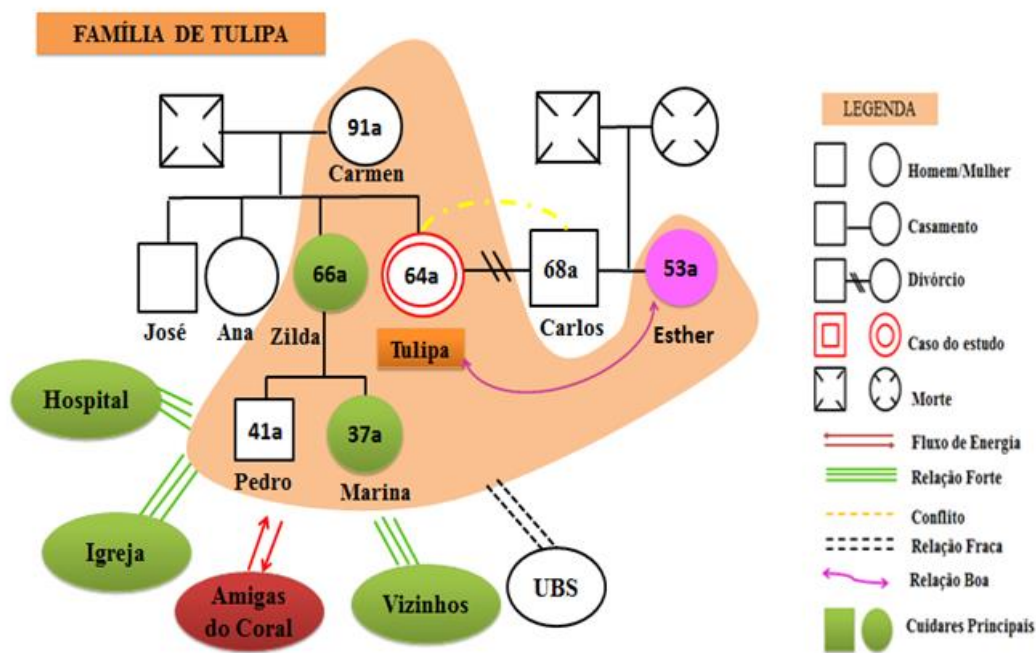 FAMÍLIA DE TULIPA
91a
Carmen
José
Ana
66a
Zilda
64a
Tulipa
68a
Carlos
53a
Esther
41a
Pedro
37a
Marina
Hospital
Igreja
Amigas
do Coral
Vizinhos
UBS
LEGENDA
Homem/Mulher
Casamento
Divórcio
Caso do estudo
Morte
Fluxo de Energia
Relação Forte
Conflito
Relação Fraca
Relação Boa
Cuidares Principais